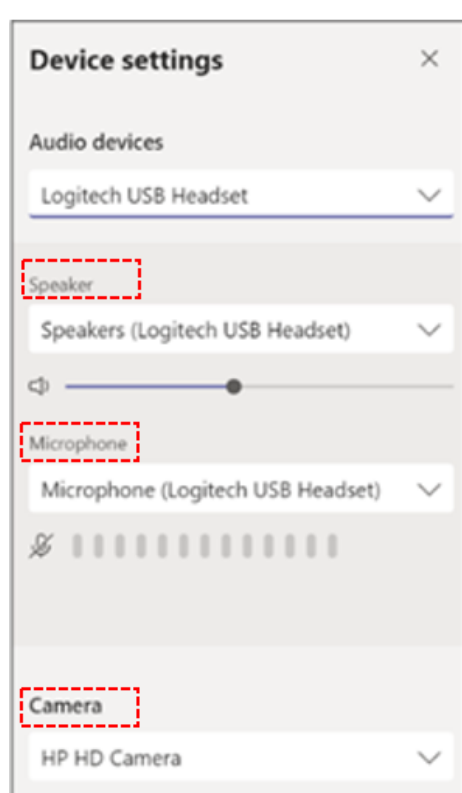 Device settings
Audio devices
Logitech USB Headset
Speaker
Speakers (Logitech USB Headset)
Microphone
Microphone (Logitech USB Headset)
Camera
HP HD Camera